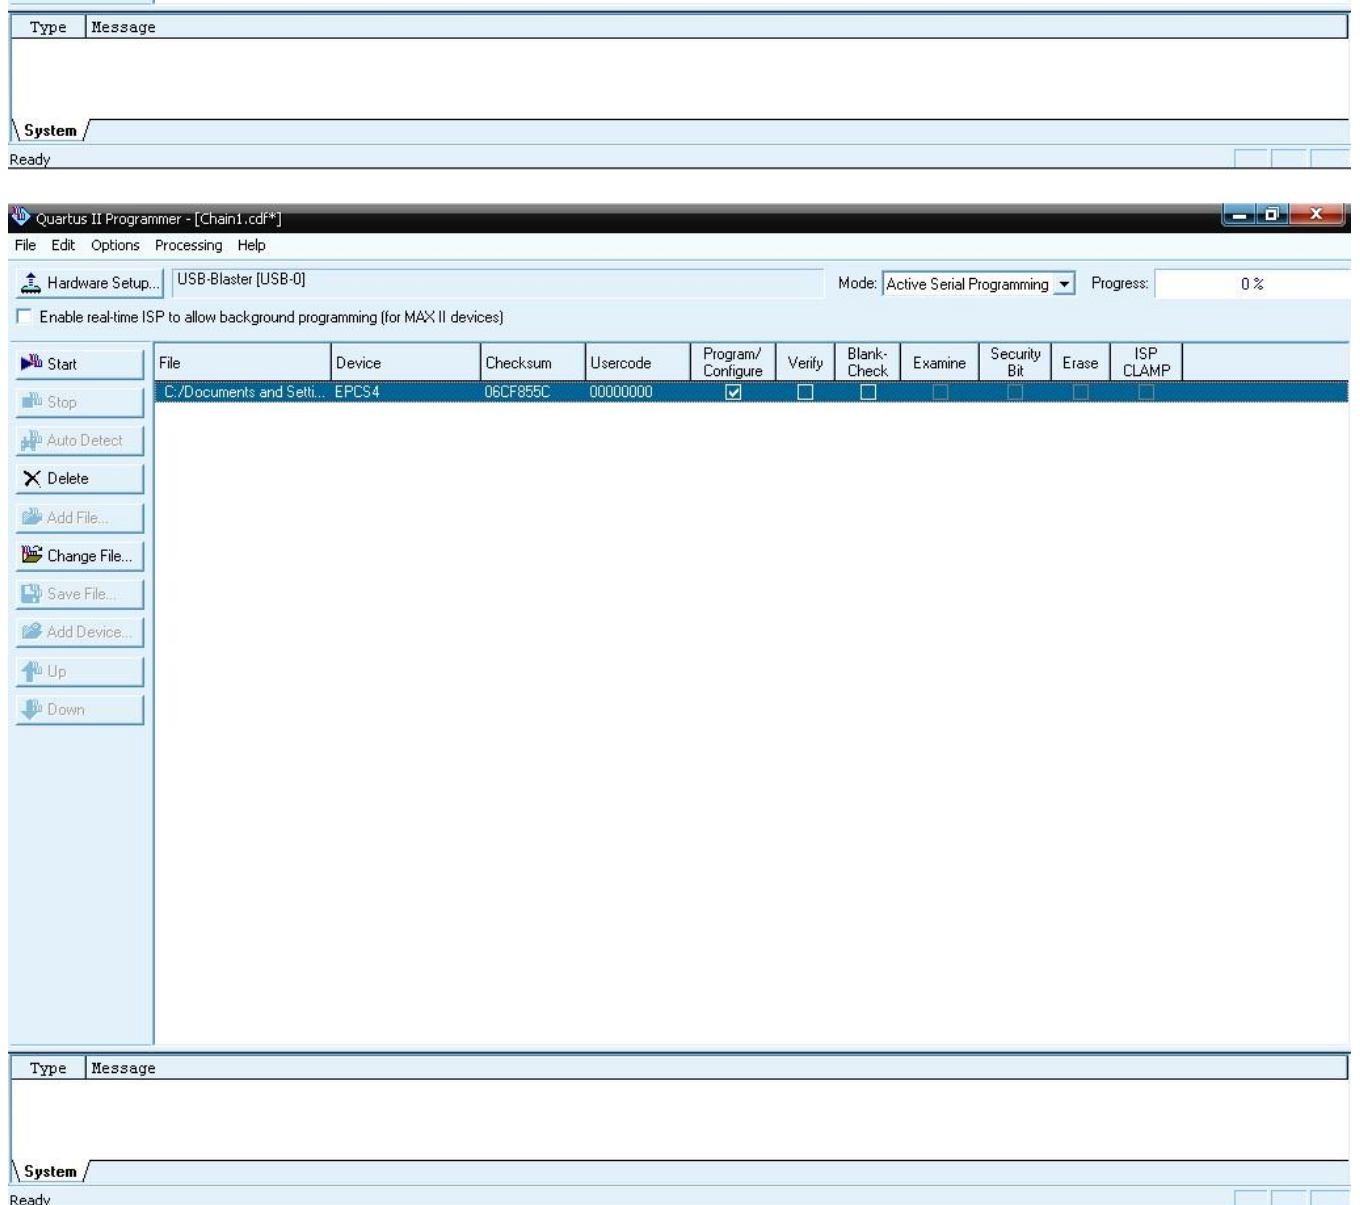 Type Message
System
Ready
Quartus II Programmer - [Chain1.cdf*]
File Edit Options Processing Help
Hardware Setup... USB-Blaster [USB-0] Mode: Active Serial Programming Progress: 0 %
Enable real-time ISP to allow background programming (for MAX II devices)
Start
Stop
Auto Detect
Delete
Add File...
Change File...
Save File...
Add Device...
Up
Down
File Device Checksum Usercode Program/ Configure Verify Blank- Check Examine Security Bit Erase ISP CLAMP
C:/Documents and Setti... EPCS4 06CF855C 00000000
Type Message
System
Ready